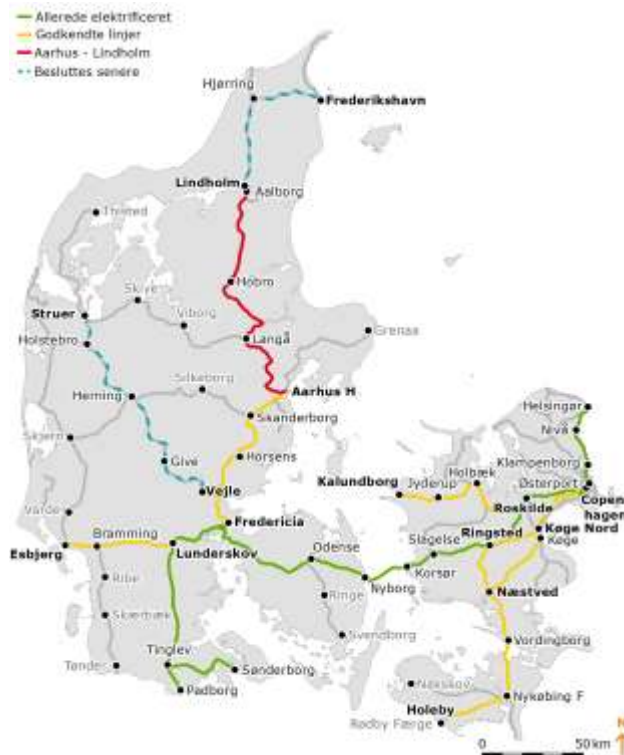 Allerede elektrificeret
Godkendte linjer
Aarhus - Lindholm
Besluttes senere
Hjørring
Frederikshavn
Lindholm
Aalborg
Thisted
Hobro
Skive
Struer
Viborg
Holstebro
Langå
Grenaa
Silkeborg
Aarhus H
Herning
Skanderborg
Helsingør
Nivå
Skjern
Give
Horsens
Klampenborg
Holbæk
Østerport
Kalundborg
Jyderup
Vejle
Roskilde
Copen
hagen
Varde
Fredericia
Køge Nord
Ringsted
Køge
Bramming
Slagelse
Esbjerg
Lunderskov
Odense
Korsør
Nyborg
Ribe
Næstved
Ringe
Skærbæk
Svendborg
Vordingborg
Tinglev
Tønder
Sønderborg
Nakskov
Padborg
Nykøbing F
Holeby
Rødby Færge
N
0 50 km